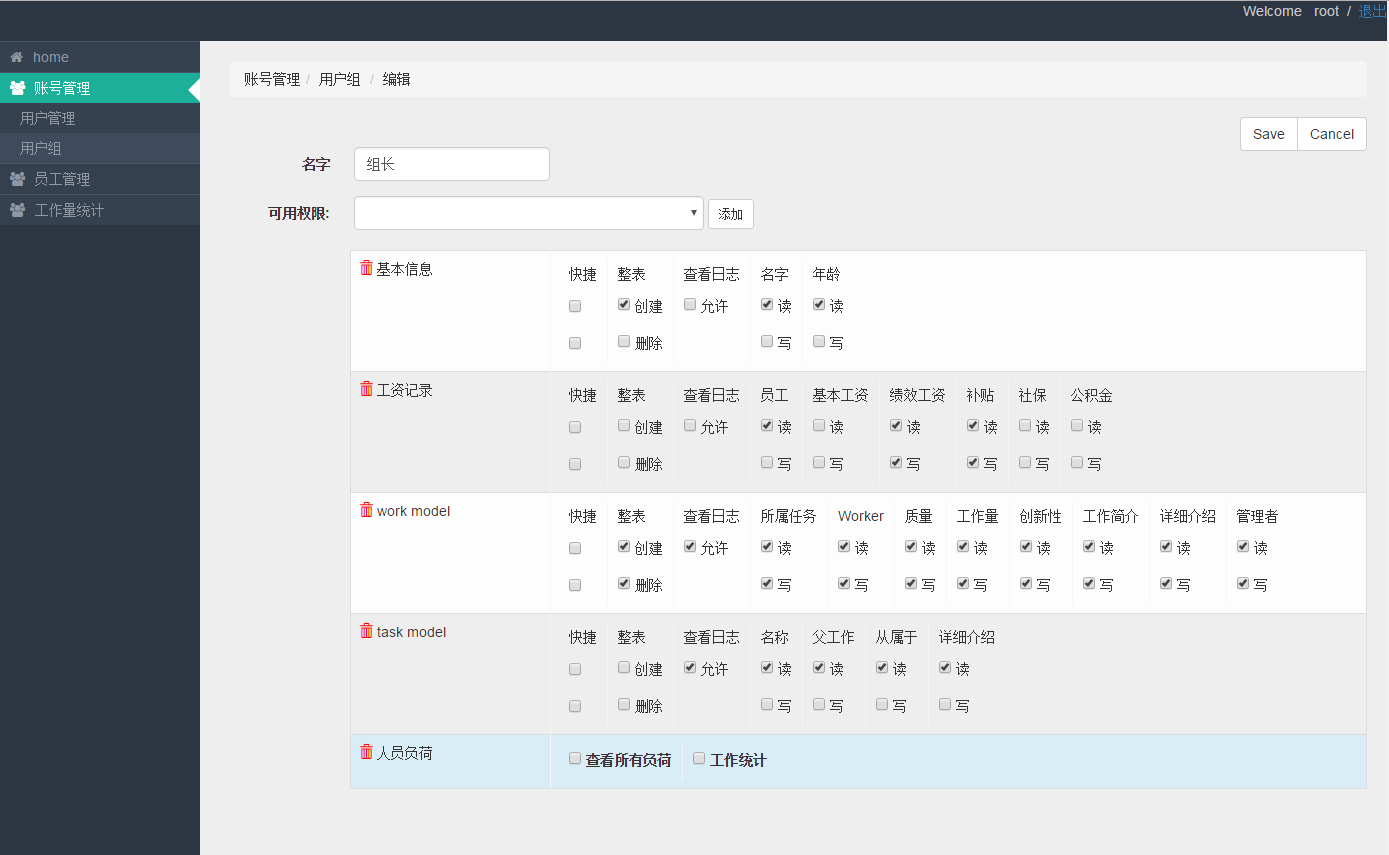 Welcome root / 退出
home
账号管理
用户管理
用户组
员工管理
工作量统计
账号管理 / 用户组 / 编辑
Save Cancel
名字 组长
可用权限: 添加
基本信息 快捷 整表 查看日志 名字 年龄
创建 允许 读 读
删除 写 写
工资记录 快捷 整表 查看日志 员工 基本工资 绩效工资 补贴 社保 公积金
创建 允许 读 读 读 读 读 读
删除 写 写 写 写 写 写
work model 快捷 整表 查看日志 所属任务 Worker 质量 工作量 创新性 工作简介 详细介绍 管理者
创建 允许 读 读 读 读 读 读 读 读
删除 写 写 写 写 写 写 写 写
task model 快捷 整表 查看日志 名称 父工作 从属于 详细介绍
创建 允许 读 读 读 读
删除 写 写 写 写
人员负荷 查看所有负荷 工作统计